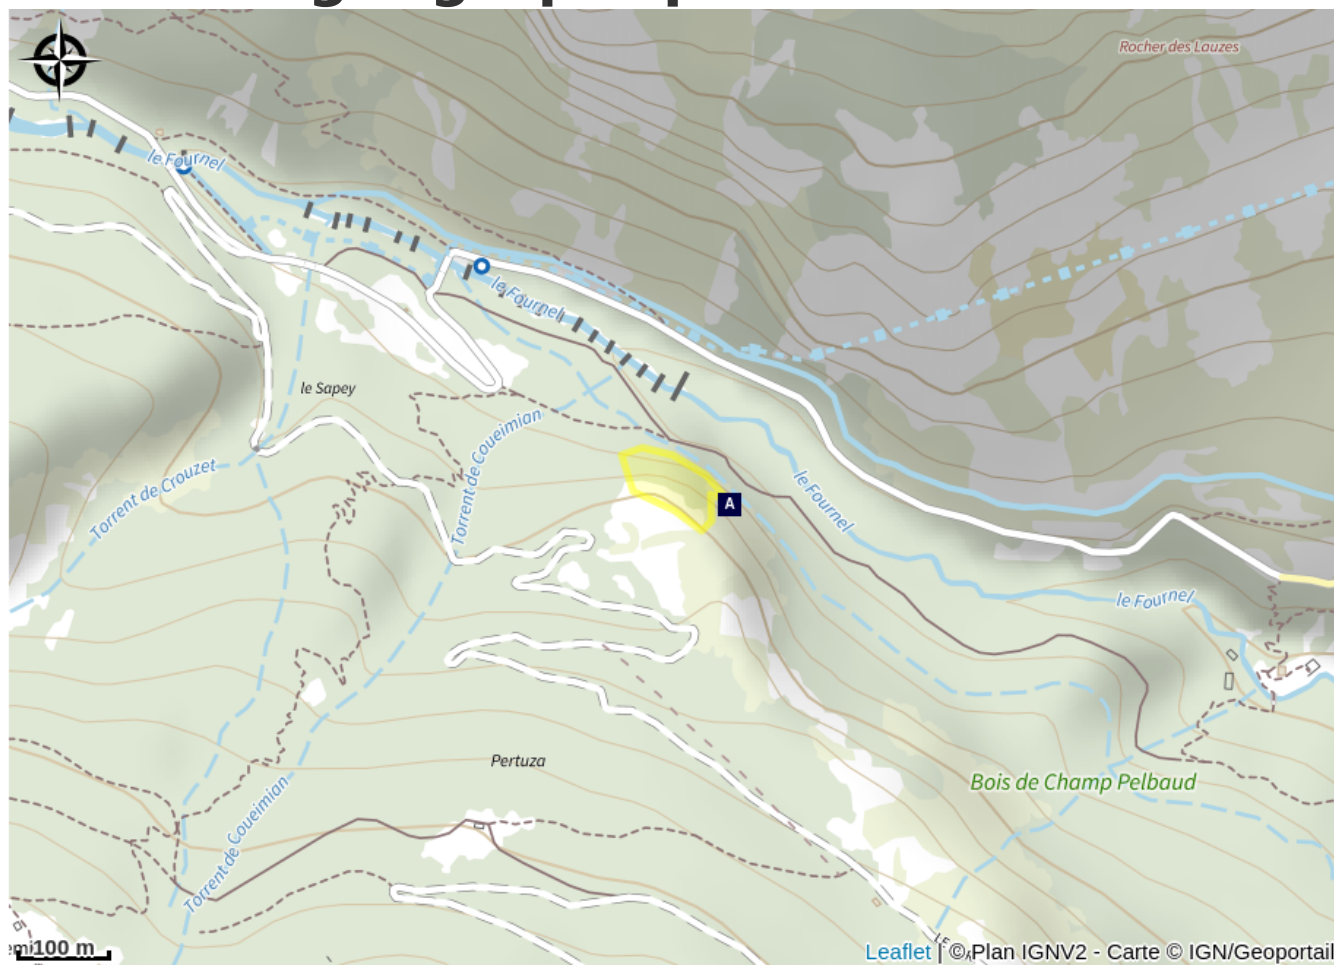 Rocher des Lauzes
le Fournel
le Fournel
le Sapey
Torrent de Coueimian
Torrent de Crouzet
le Fournel
A
le Fournel
Pertuza
Bois de Champ Pelbaud
Torrent de Coueimian
100 m
Leaflet | © Plan IGNV2 - Carte © IGN/Geoportail